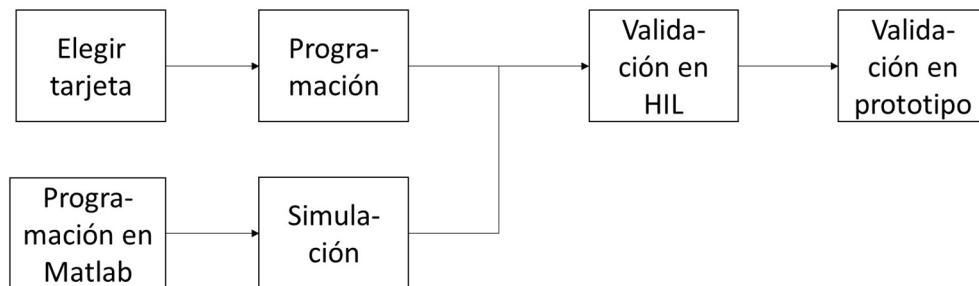 Elegir
tarjeta
Progra-
mación
Valida-
ción en
HIL
Valida-
ción en
prototipo
Progra-
mación en
Matlab
Simula-
ción